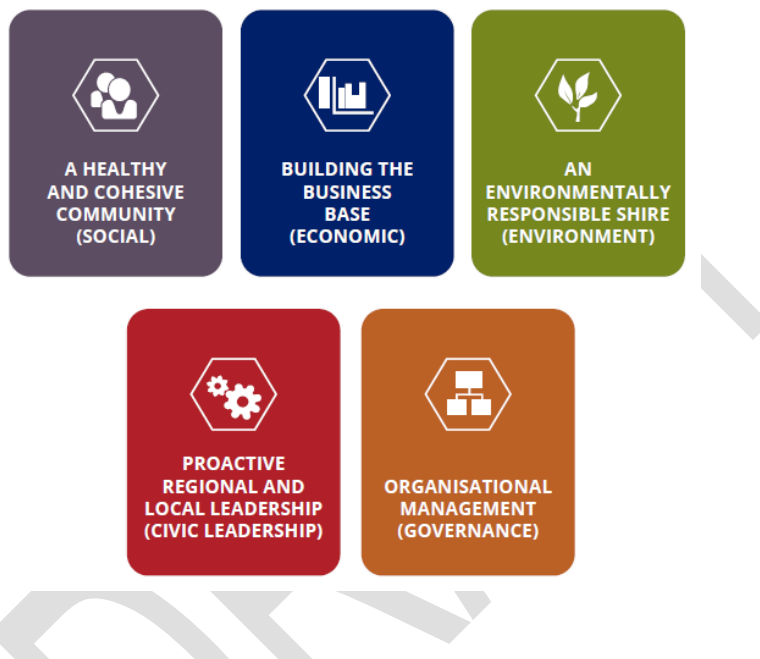 A HEALTHY
AND COHESIVE
COMMUNITY
(SOCIAL)
BUILDING THE
BUSINESS
BASE
(ECONOMIC)
AN
ENVIRONMENTALLY
RESPONSIBLE SHIRE
(ENVIRONMENT)
PROACTIVE
REGIONAL AND
LOCAL LEADERSHIP
(CIVIC LEADERSHIP)
ORGANISATIONAL
MANAGEMENT
(GOVERNANCE)